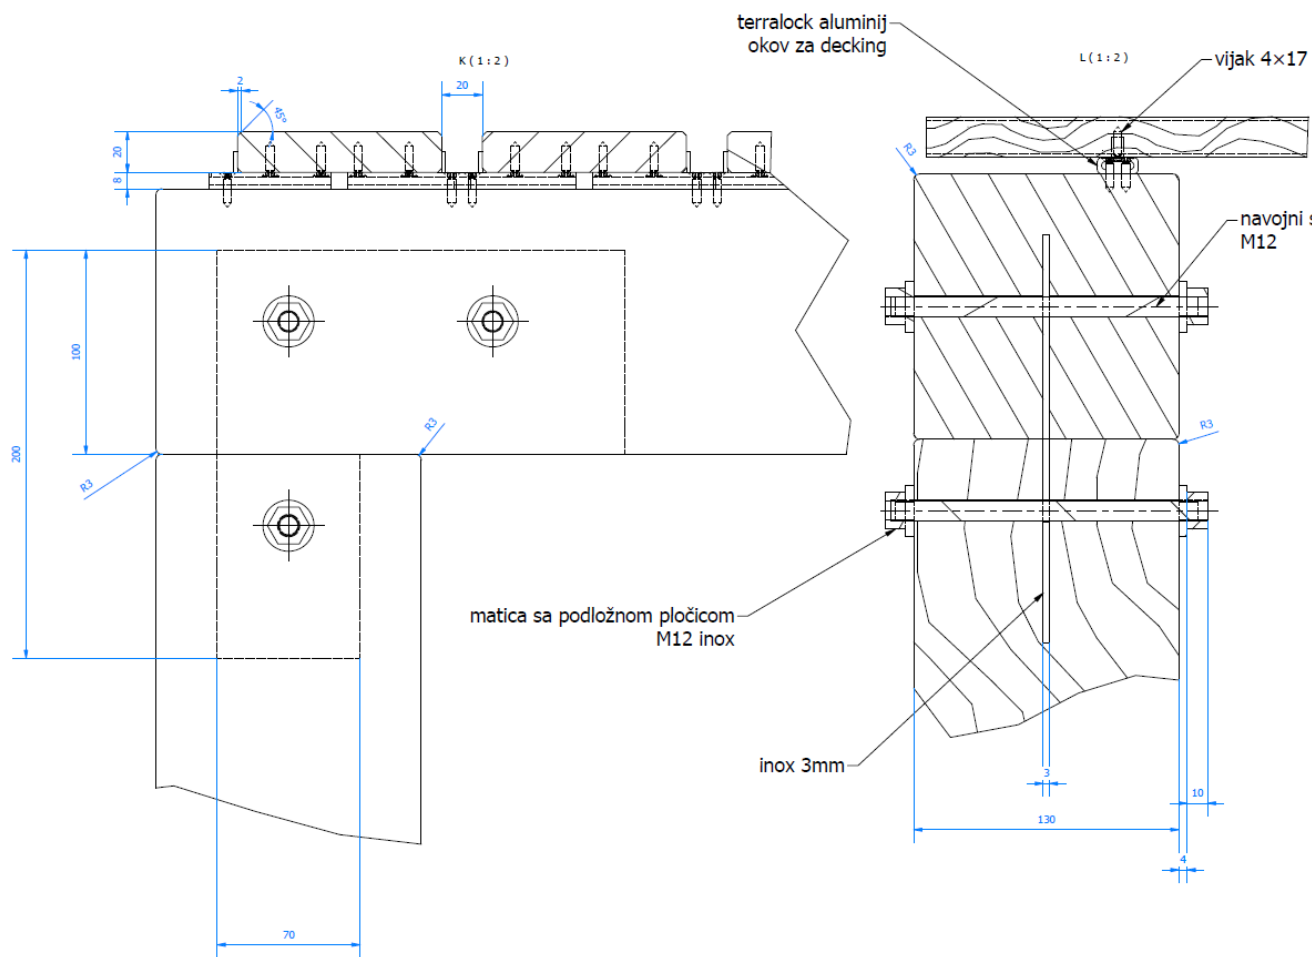 terralock aluminij
okov za decking
K(1:2)
L(1:2)
vijak 4×17
2
20
45°
20
8
R3
navojni s
M12
100
200
R3
R3
R3
matica sa podložnom pločicom
M12 inox
inox 3mm
3
10
130
4
70